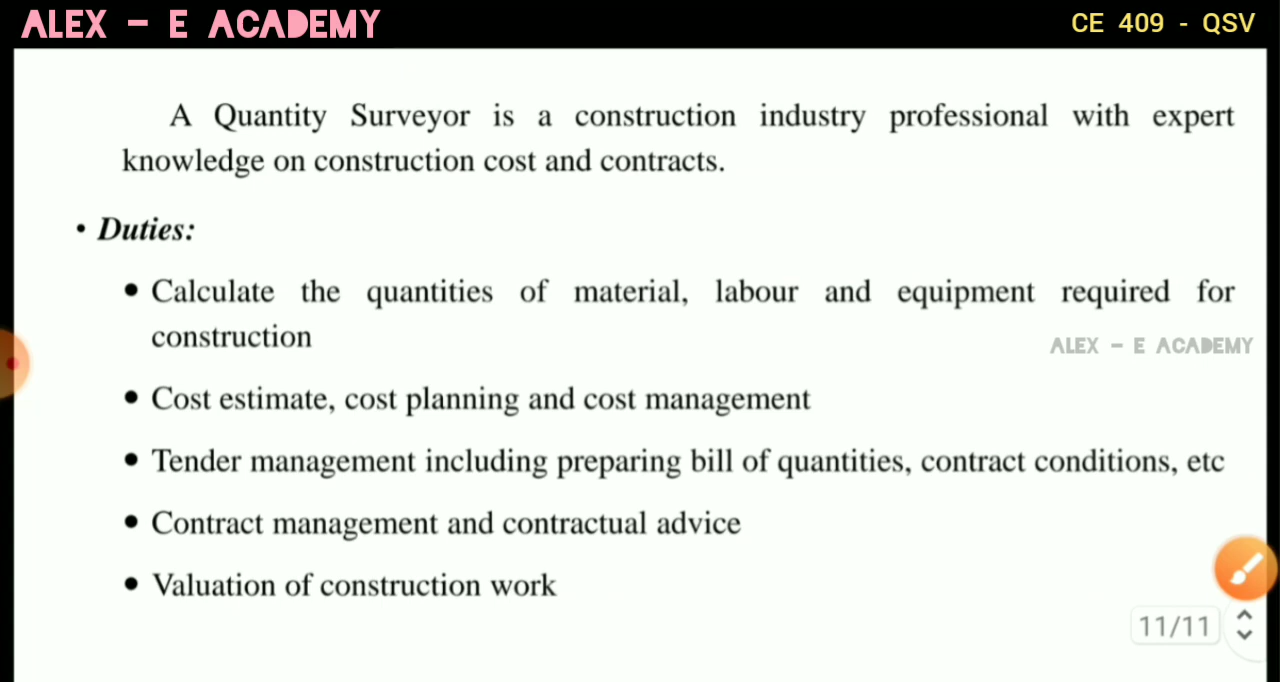 ALEX - E ACADEMY
CE 409 - QSV
A Quantity Surveyor is a construction industry professional with expert
knowledge on construction cost and contracts.
• Duties:
● Calculate the quantities of material, labour and equipment required for
construction
ALEX - E ACADEMY
● Cost estimate, cost planning and cost management
● Tender management including preparing bill of quantities, contract conditions, etc
● Contract management and contractual advice
● Valuation of construction work
11/11